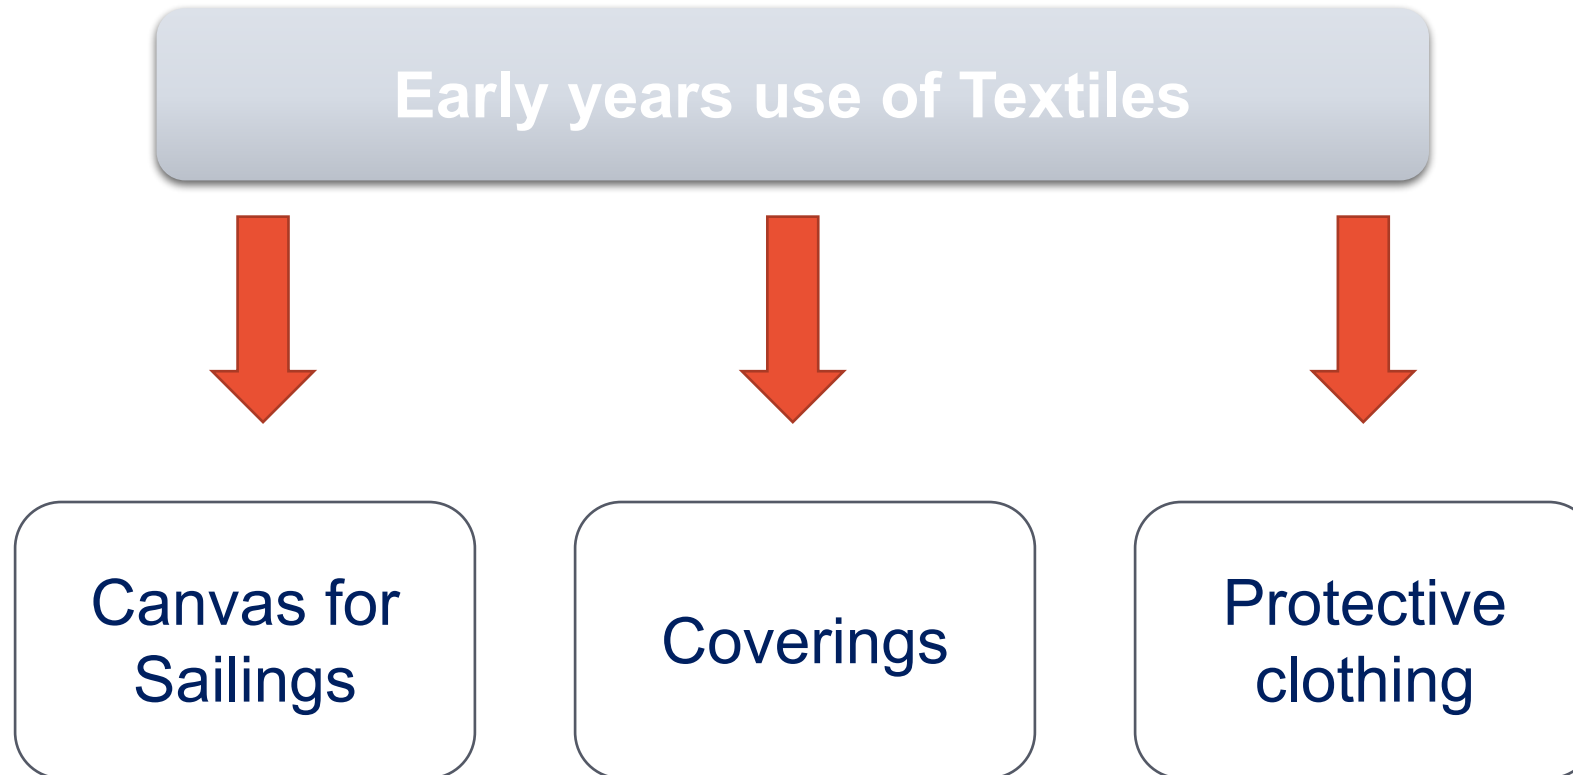 Early years use of Textiles
Canvas for
Sailings
Coverings
Protective
clothing